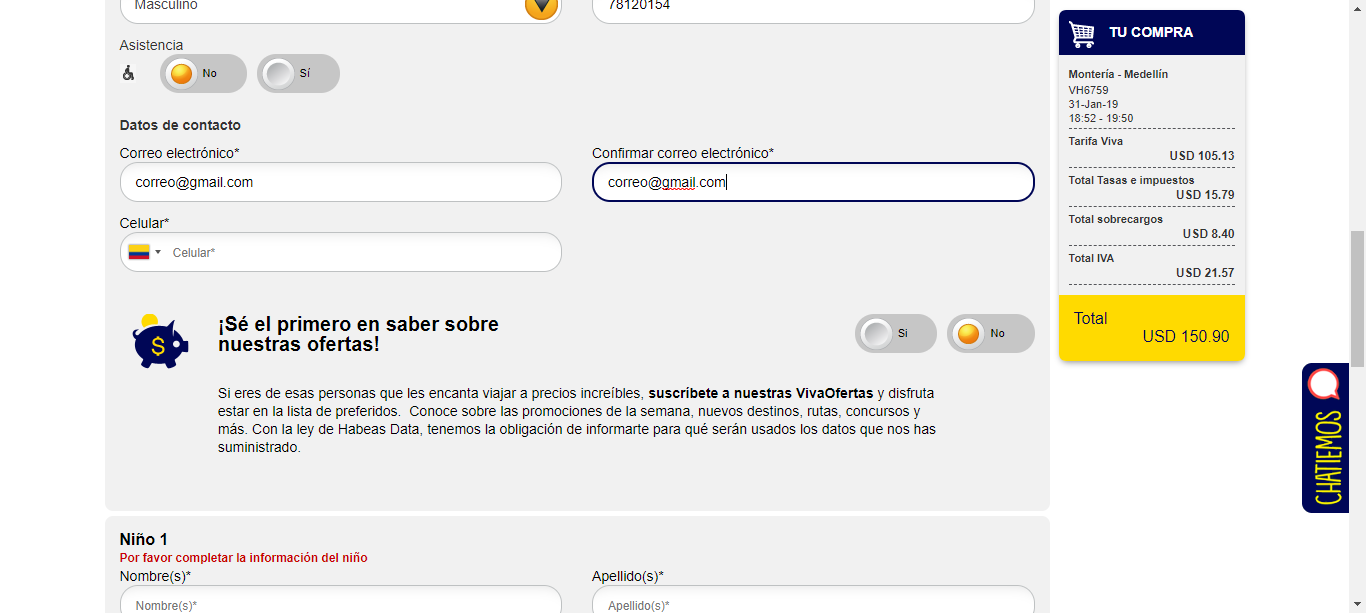 Masculino
78120154
Asistencia
No
Sí
Datos de contacto
Correo electrónico*
Confirmar correo electrónico*
correo@gmail.com
correo@gmail.com
Celular*
Celular*
$
¡Sé el primero en saber sobre
nuestras ofertas!
Si
No
Si eres de esas personas que les encanta viajar a precios increíbles, suscríbete a nuestras VivaOfertas y disfruta
estar en la lista de preferidos. Conoce sobre las promociones de la semana, nuevos destinos, rutas, concursos y
más. Con la ley de Habeas Data, tenemos la obligación de informarte para qué serán usados los datos que nos has
suministrado.
Niño 1
Por favor completar la información del niño
Nombre(s)*
Apellido(s)*
Nombre(s)*
Apellido(s)*
TU COMPRA
Montería - Medellín
VH6759
31-Jan-19
18:52 - 19:50
Tarifa Viva
USD 105.13
Total Tasas e impuestos
USD 15.79
Total sobrecargos
USD 8.40
Total IVA
USD 21.57
Total
USD 150.90
CHATIEMOS